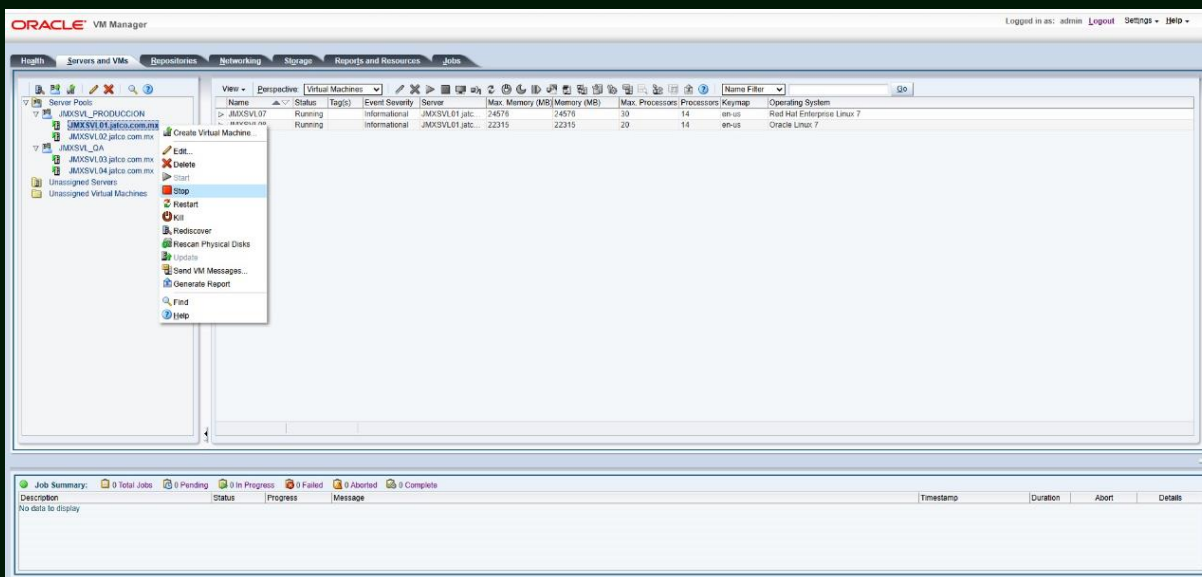 ORACLE VM Manager
Logged in as: admin Logout Settings Help
Health Servers and VMs Repositories Networking Storage Reports and Resources Jobs
View Perspective: Virtual Machines Name Filter Go
Name Status Tag(s) Event Severity Server Max. Memory (MB) Memory (MB) Max. Processors Processors Keymap Operating System
JMXSVL07 Running Informational JMXSVL01.jatc... 24576 24576 30 14 en-us Red Hat Enterprise Linux 7
Running Informational JMXSVL01.jatc... 22315 22315 20 14 en-us Oracle Linux 7
Server Pools
JMXSVL_PRODUCCION
JMXSVL01.jatco.com.mx
JMXSVL02.jatco.com.mx
JMXSVL_QA
JMXSVL03.jatco.com.mx
JMXSVL04.jatco.com.mx
Unassigned Servers
Unassigned Virtual Machines
Create Virtual Machine...
Edit...
Delete
Start
Stop
Restart
Kill
Rediscover
Rescan Physical Disks
Update
Send VM Messages...
Generate Report
Find
Help
Job Summary: 0 Total Jobs 0 Pending 0 In Progress 0 Failed 0 Aborted 0 Complete
Description Status Progress Message Timestamp Duration Abort Details
No data to display